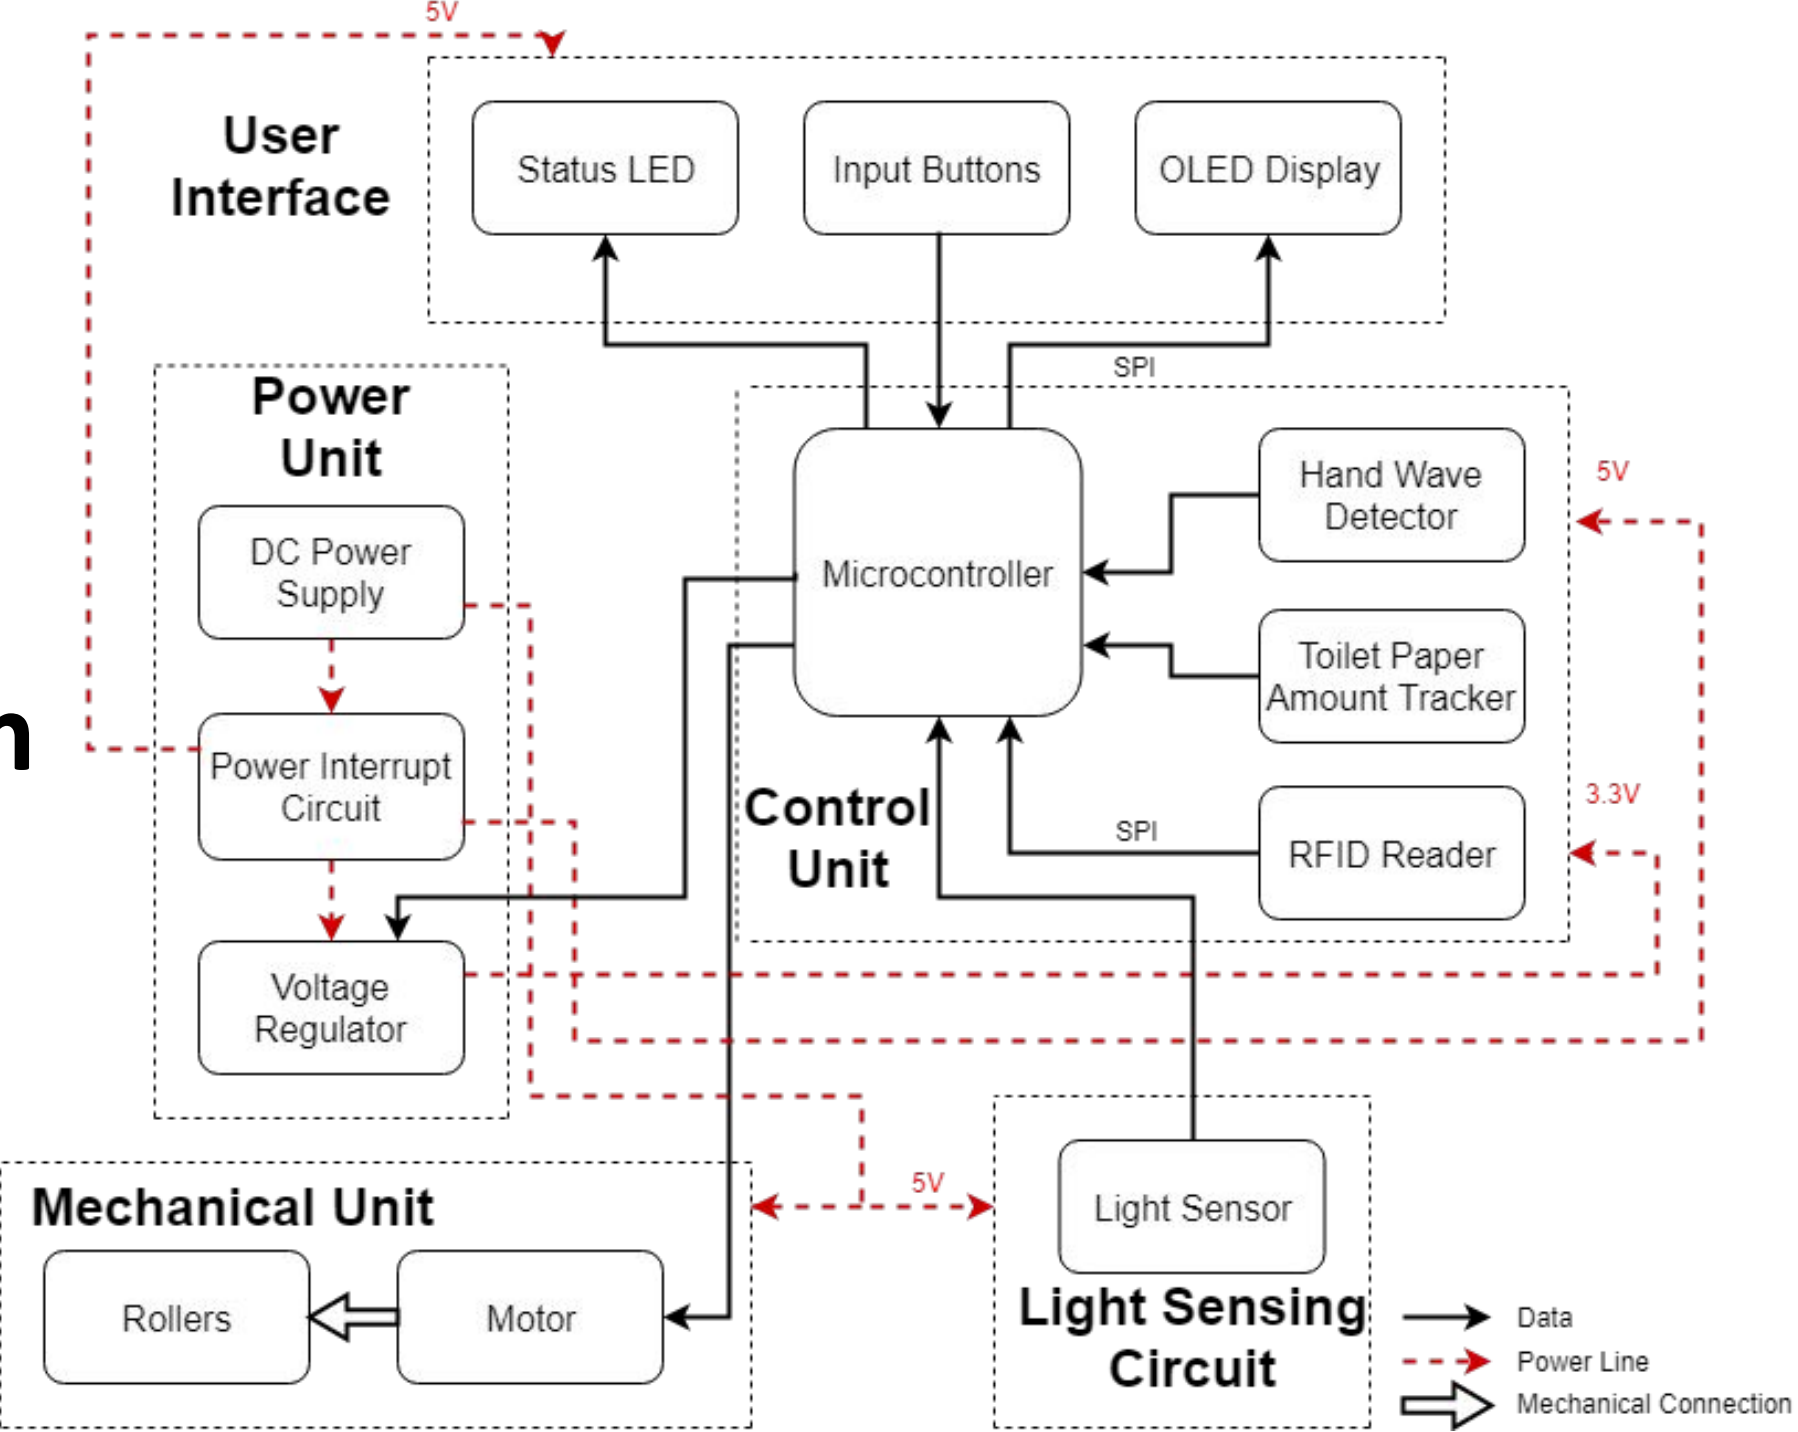 5V
User
Interface
Status LED
Input Buttons
OLED Display
SPI
Power
Unit
DC Power
Supply
Power Interrupt
Circuit
Voltage
Regulator
Microcontroller
Control
Unit
Hand Wave
Detector
5V
Toilet Paper
Amount Tracker
3.3V
SPI
RFID Reader
n
Mechanical Unit
Rollers
Motor
5V
Light Sensor
Light Sensing
Circuit
Data
Power Line
Mechanical Connection